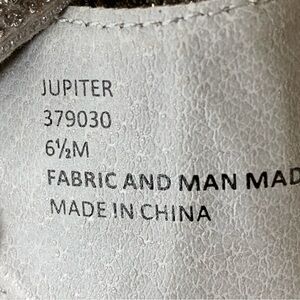 JUPITER
379030
6½M
FABRIC AND MAN MAD
MADE IN CHINA